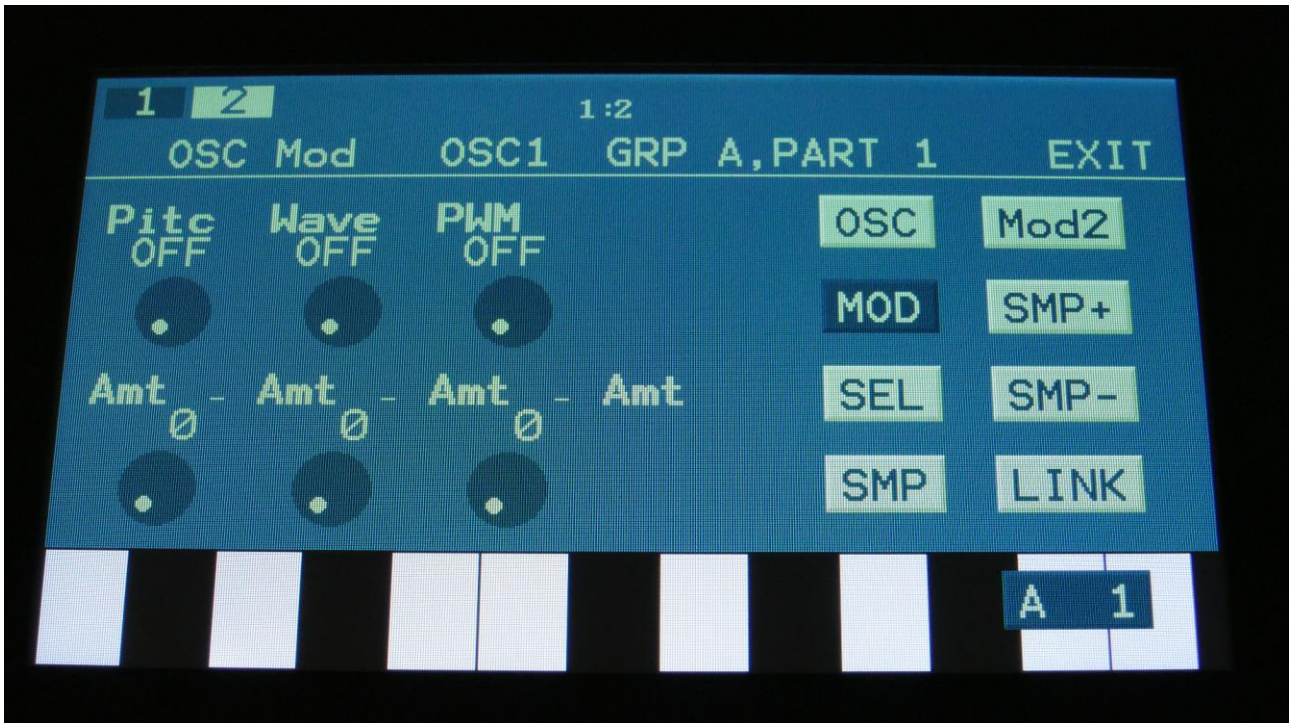 1 2 1:2
OSC Mod OSC1 GRP A,PART 1 EXIT
Pitc Wave PWM OSC Mod2
OFF OFF OFF
MOD SMP+
Amt - Amt - Amt - Amt SEL SMP-
0 0 0
SMP LINK
A 1